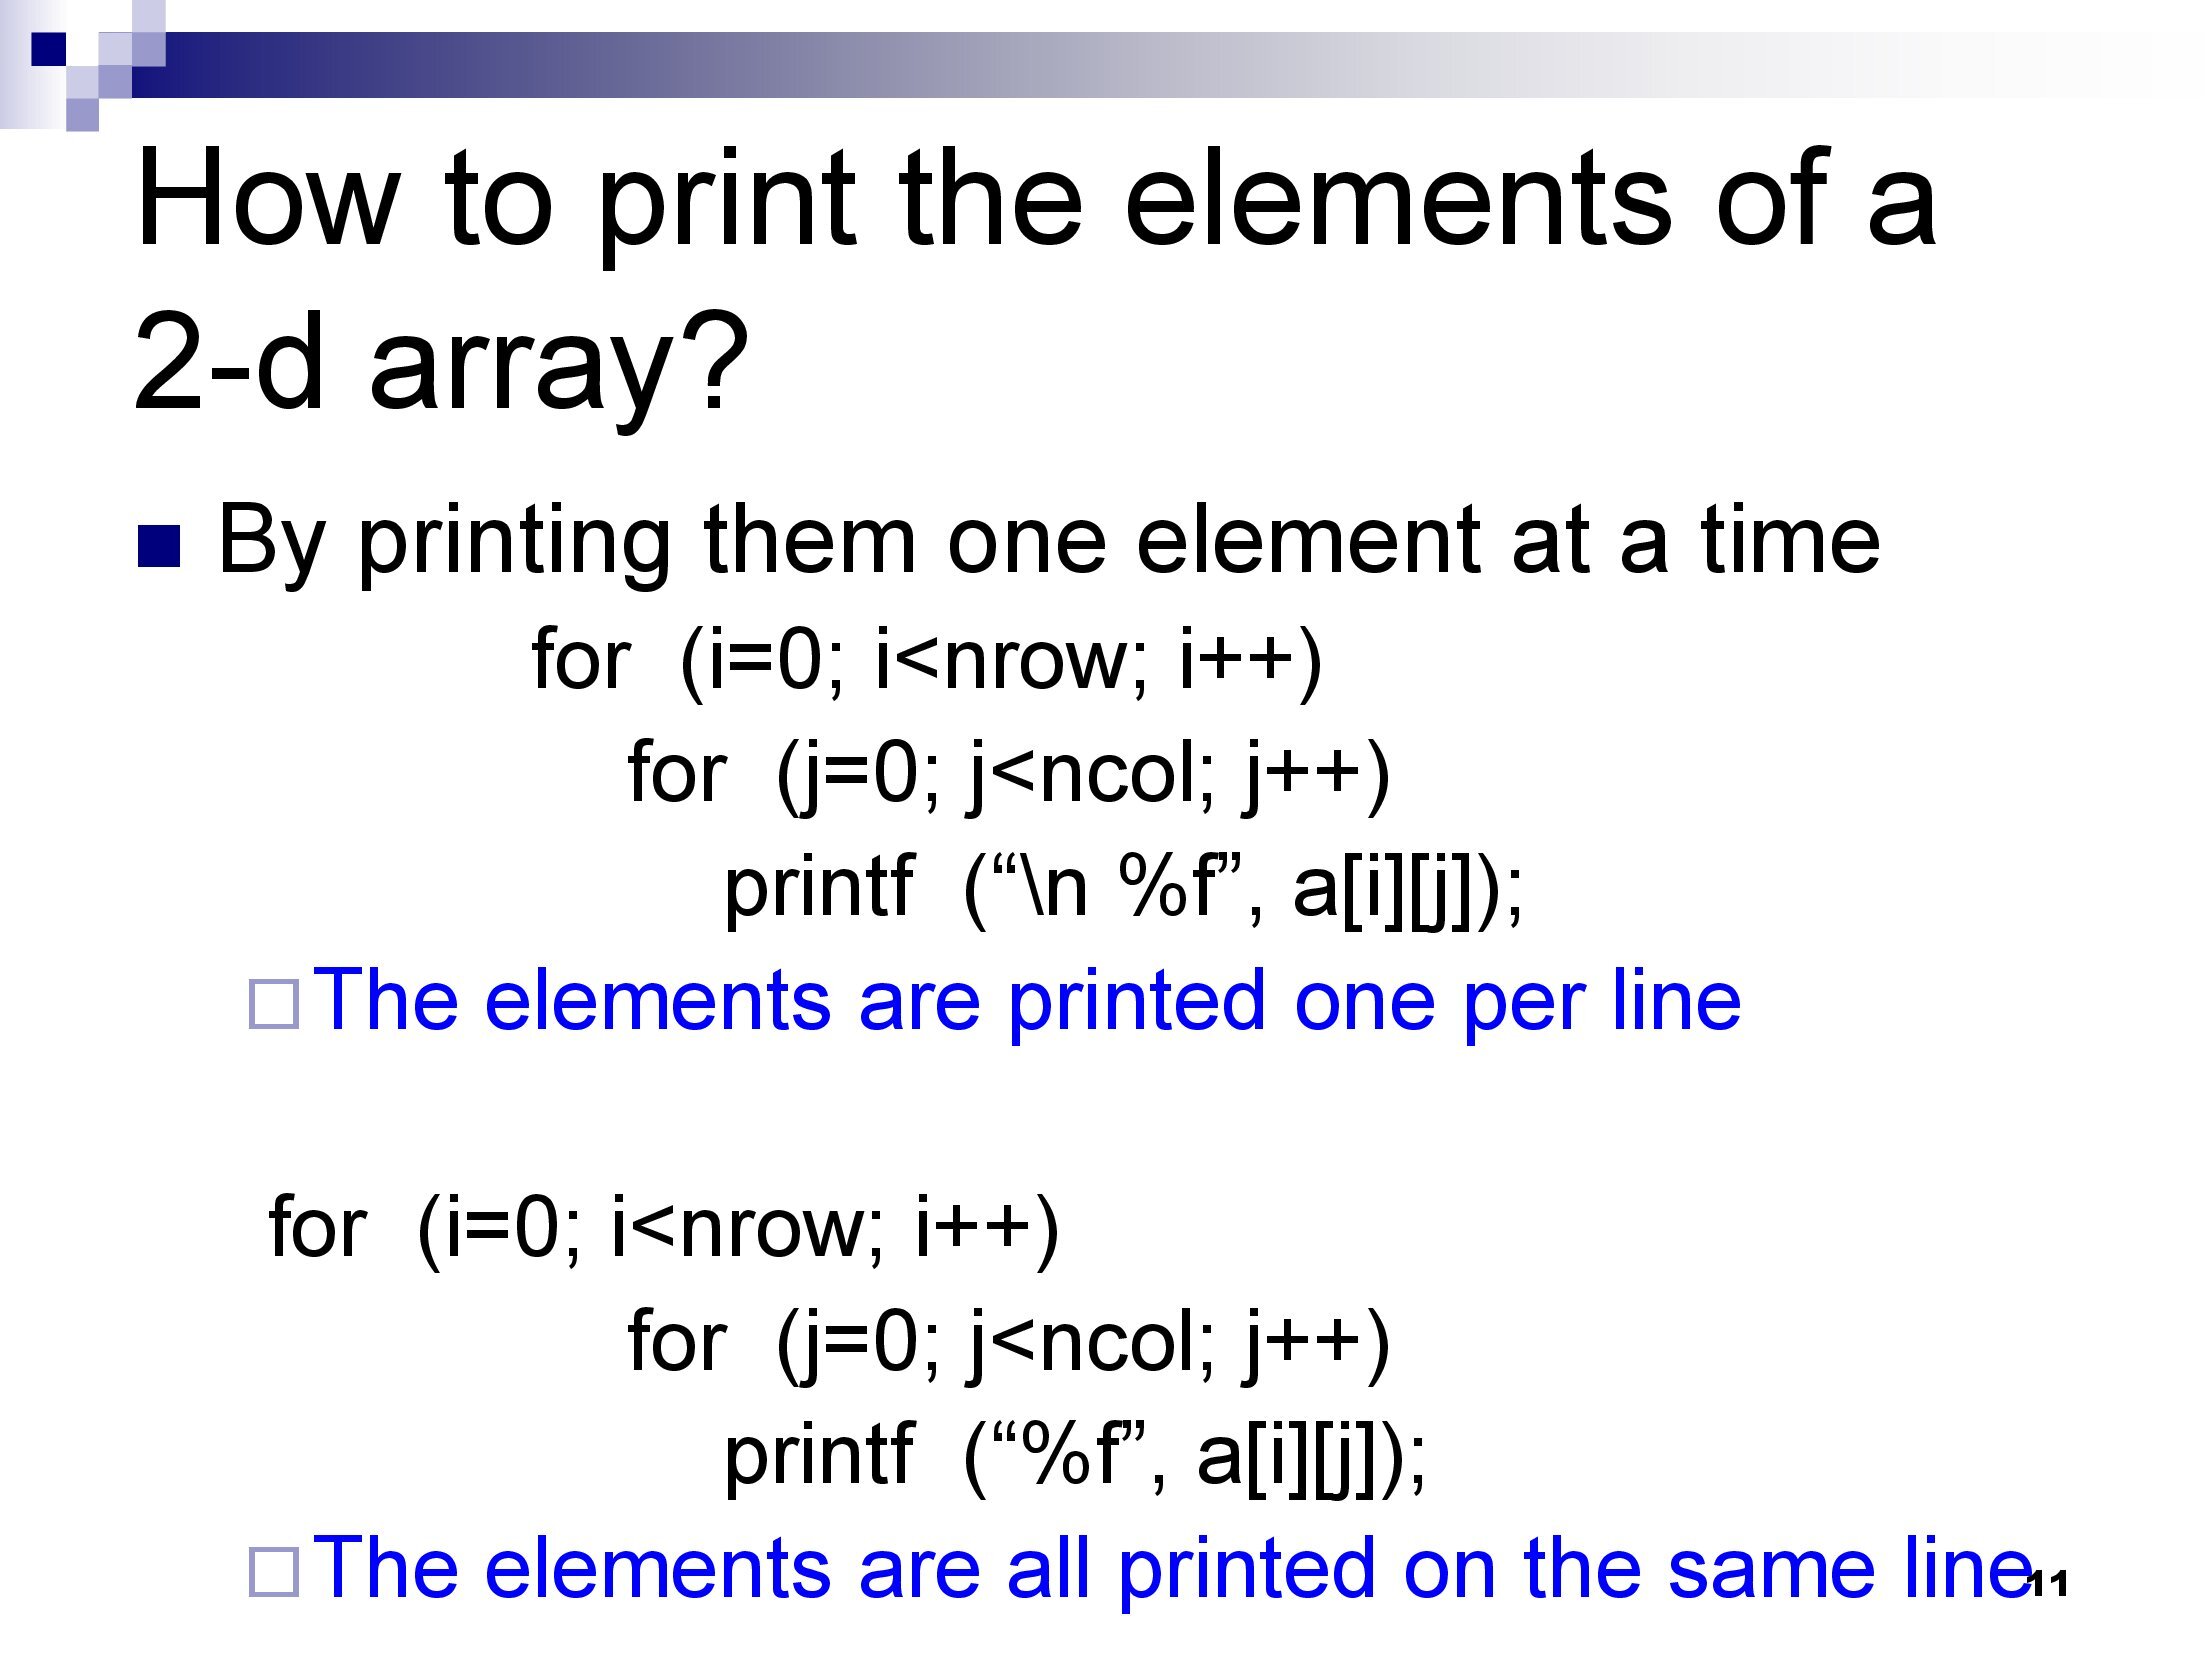 How to print the elements of a
2-d array?
By printing them one element at a time
for (i=0; i<nrow; i++)
for (j=0; j<ncol; j++)
printf (“\n %f”, a[i][j]);
The elements are printed one per line
for (i=0; i<nrow; i++)
for (j=0; j<ncol; j++)
printf (“%f”, a[i][j]);
The elements are all printed on the same line
11